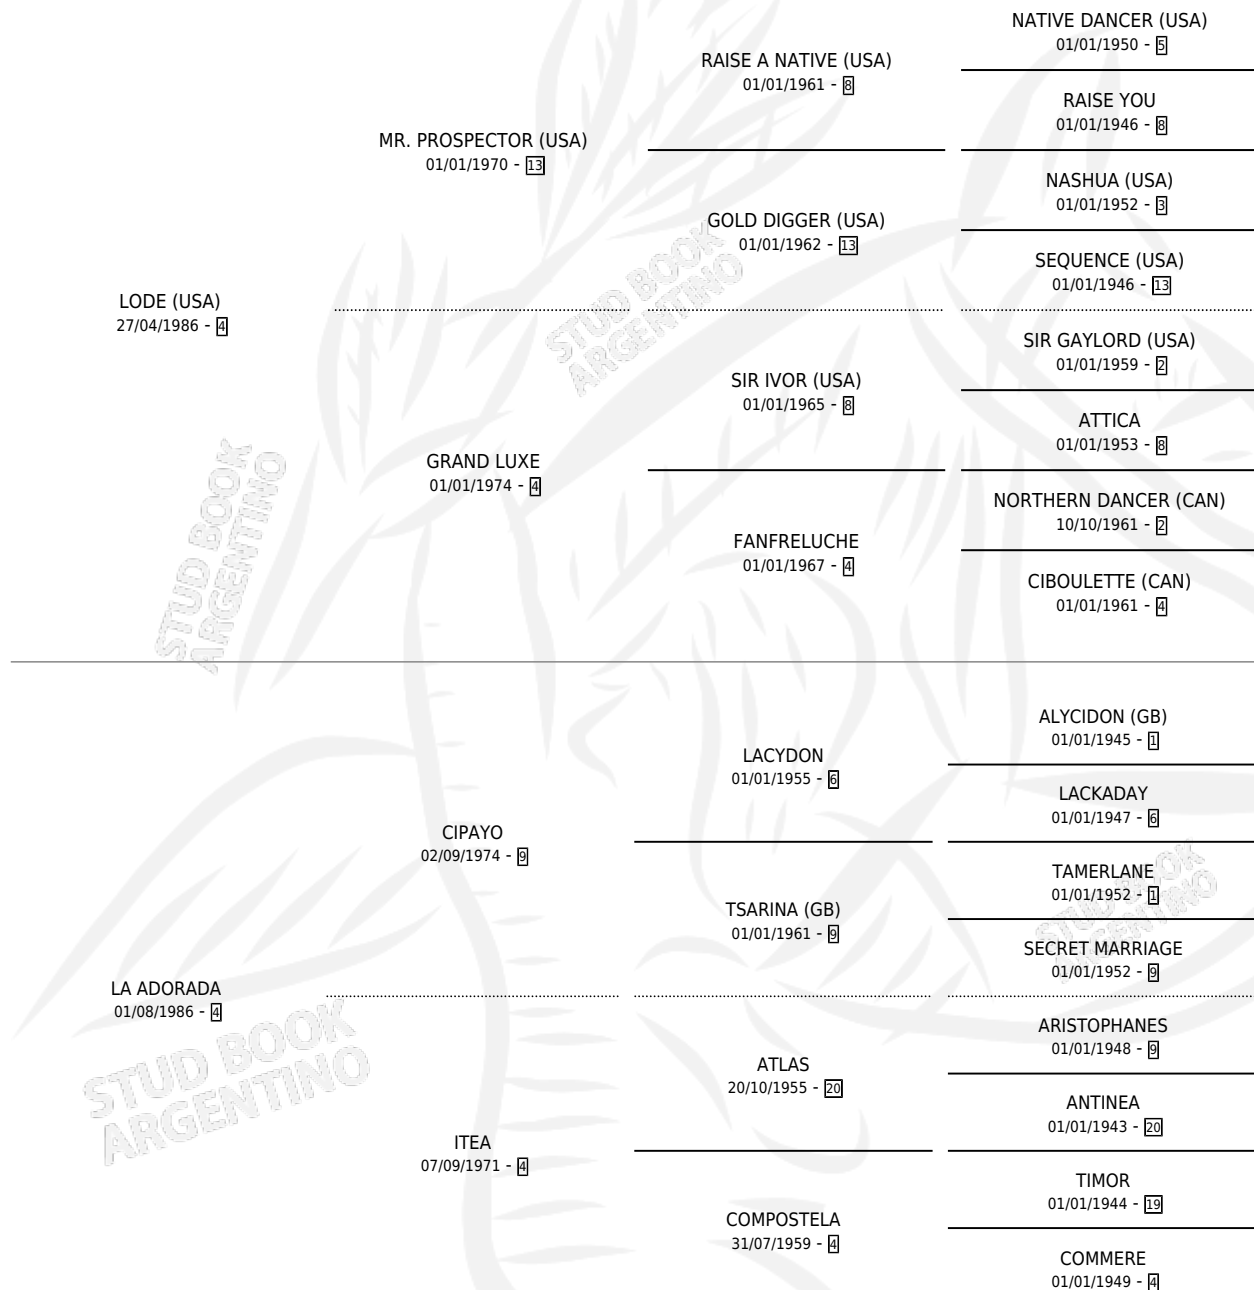 NATIVE DANCER (USA)
01/01/1950 - 5
RAISE A NATIVE (USA)
01/01/1961 - 8
RAISE YOU
01/01/1946 - 8
MR. PROSPECTOR (USA)
01/01/1970 - 13
NASHUA (USA)
01/01/1952 - 3
GOLD DIGGER (USA)
01/01/1962 - 13
SEQUENCE (USA)
01/01/1946 - 13
LODE (USA)
27/04/1986 - 4
SIR GAYLORD (USA)
01/01/1959 - 2
SIR IVOR (USA)
01/01/1965 - 8
ATTICA
01/01/1953 - 8
GRAND LUXE
01/01/1974 - 4
NORTHERN DANCER (CAN)
10/10/1961 - 2
FANFRELUCHE
01/01/1967 - 4
CIBOULETTE (CAN)
01/01/1961 - 4
ALYCIDON (GB)
01/01/1945 - 1
LACYDON
01/01/1955 - 6
LACKADAY
01/01/1947 - 6
CIPAYO
02/09/1974 - 9
TAMERLANE
01/01/1952 - 1
TSARINA (GB)
01/01/1961 - 9
SECRET MARRIAGE
01/01/1952 - 9
LA ADORADA
01/08/1986 - 4
ARISTOPHANES
01/01/1948 - 9
ATLAS
20/10/1955 - 20
ANTINEA
01/01/1943 - 20
ITEA
07/09/1971 - 4
TIMOR
01/01/1944 - 19
COMPOSTELA
31/07/1959 - 4
COMMERE
01/01/1949 - 4
STUD BOOK
ARGENTINO
STUD BOOK
ARGENTINO
STUD BOOK
ARGENTINO
STUD BOOK
ARGENTINO